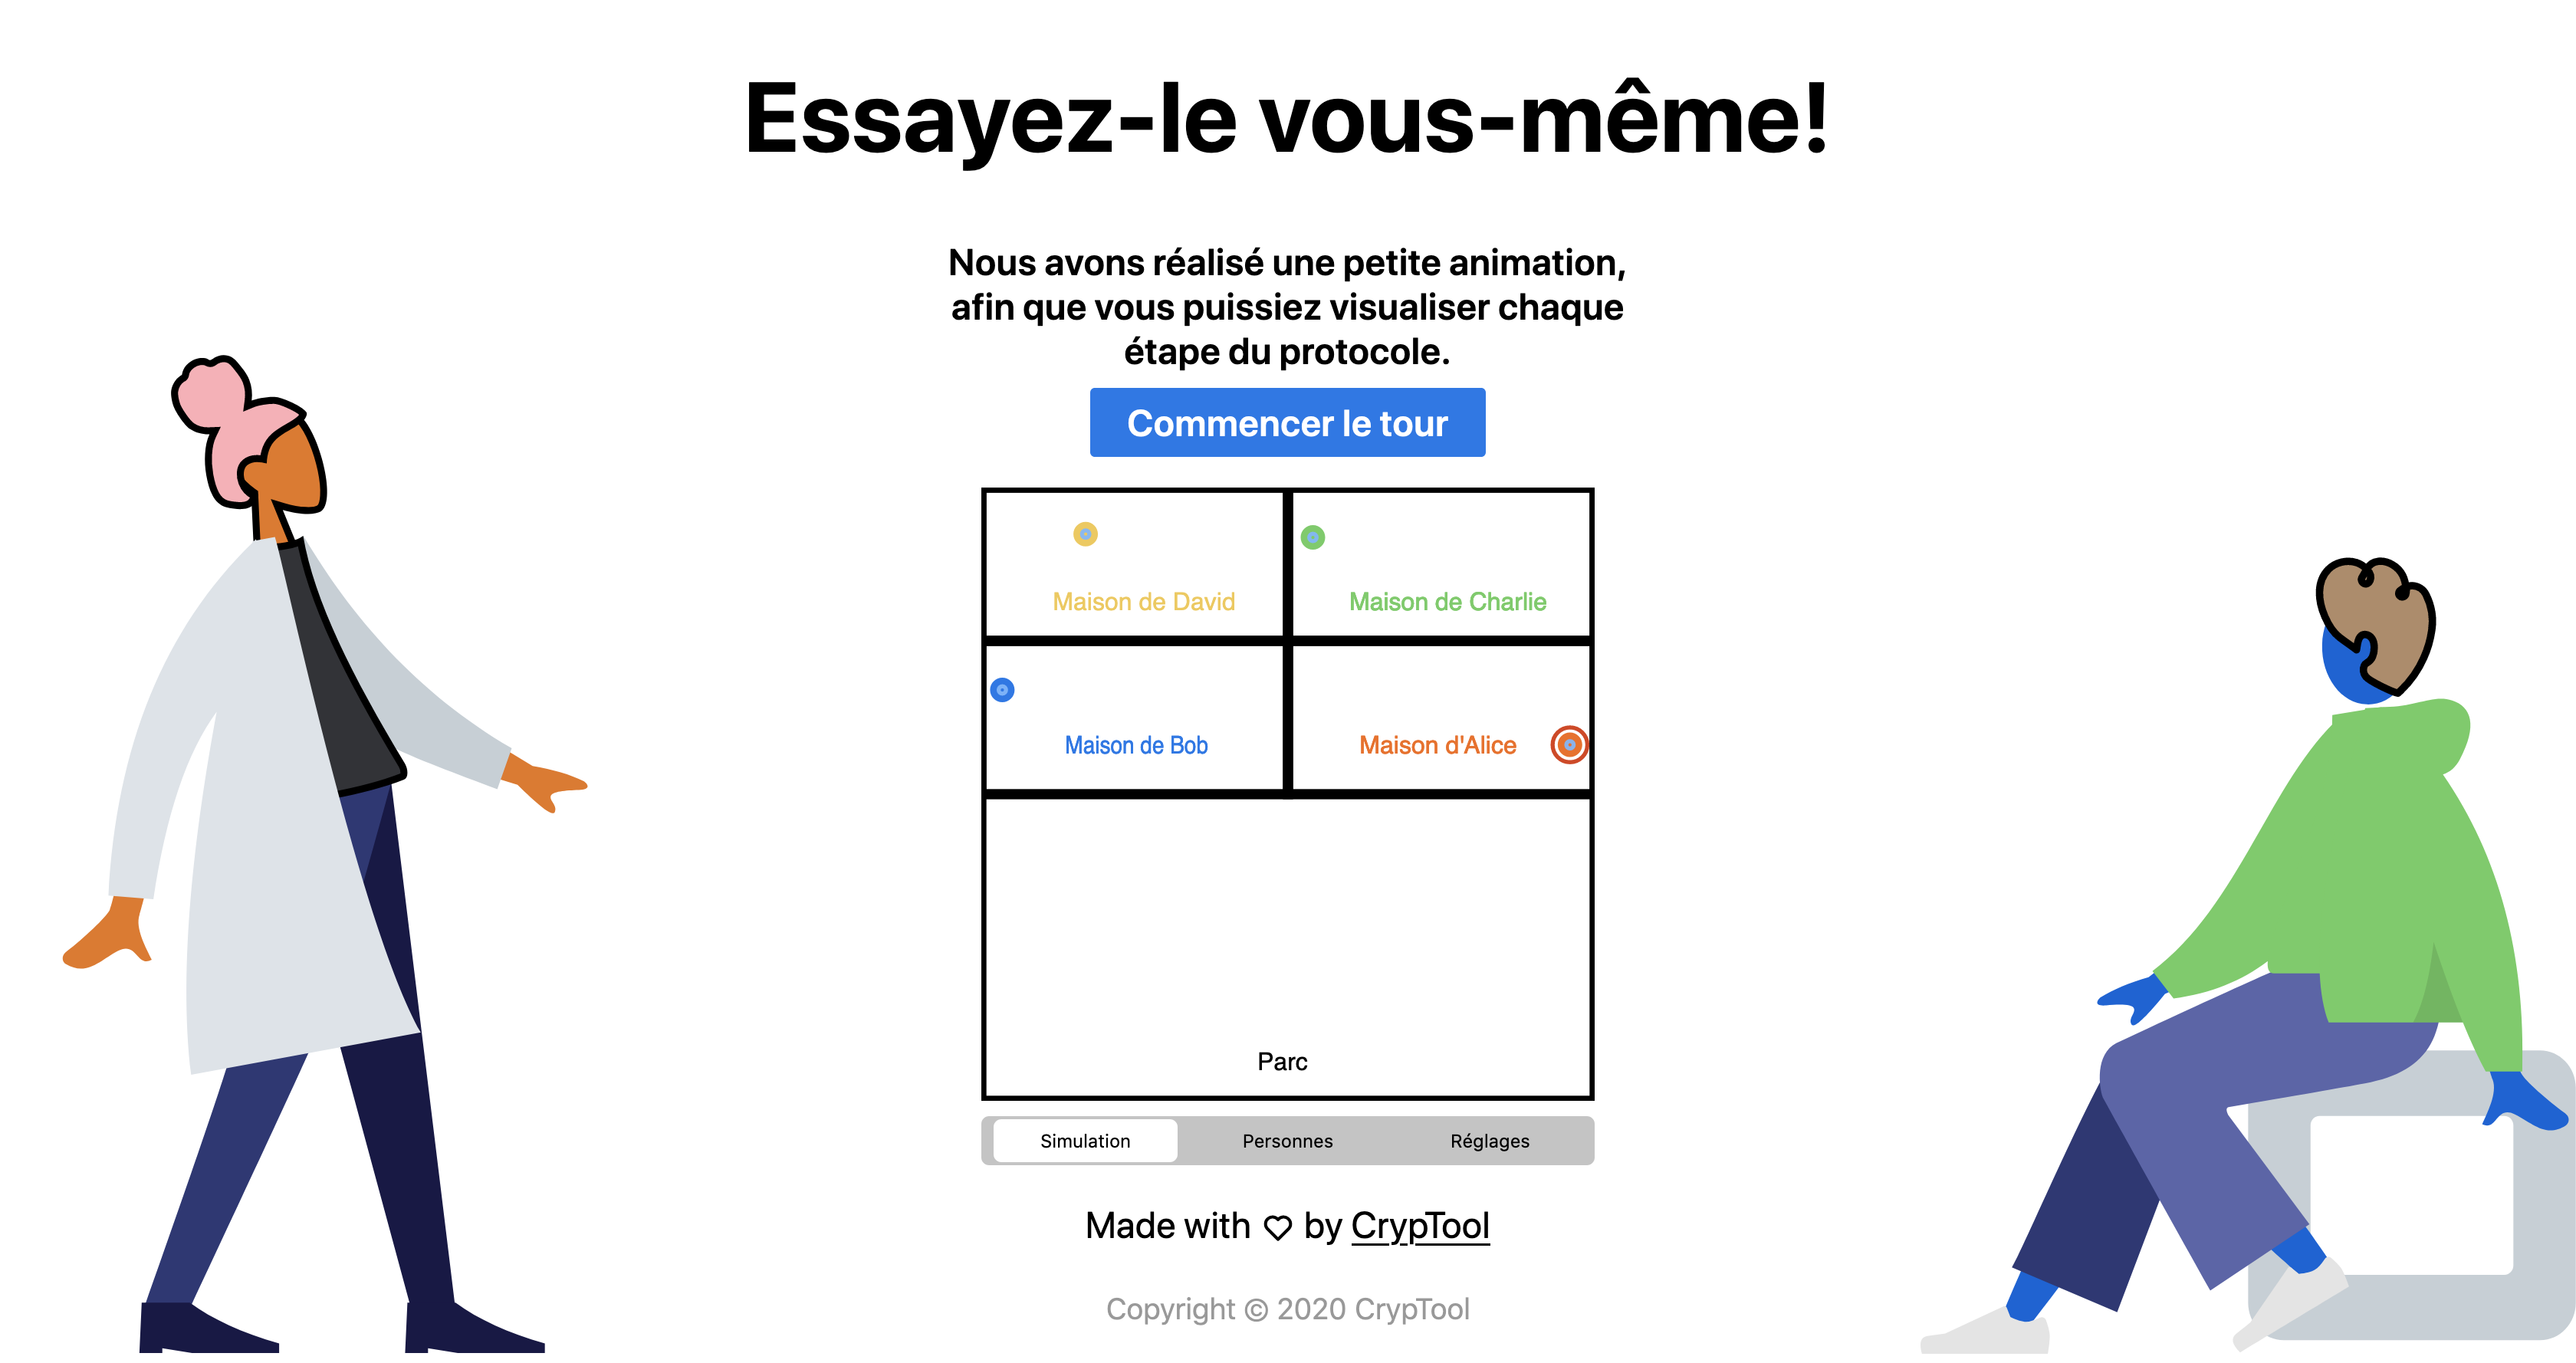 Essayez-le vous-même!
Nous avons réalisé une petite animation,
afin que vous puissiez visualiser chaque
étape du protocole.
Commencer le tour
Maison de David
Maison de Charlie
Maison de Bob
Maison d'Alice
Parc
Simulation
Personnes
Réglages
Made with ♡ by CrypTool
Copyright © 2020 CrypTool